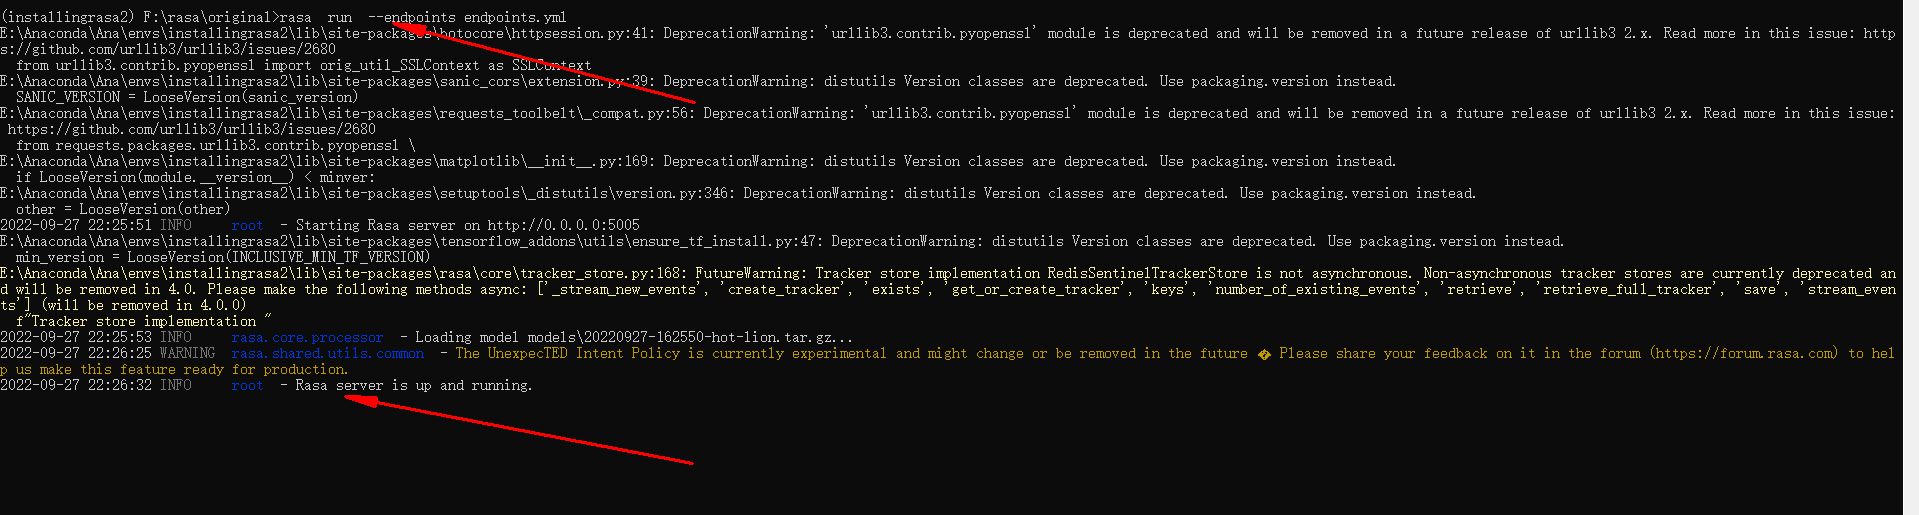 (installingrasa2) F:\rasa\original>rasa  run  --endpoints endpoints.yml
E:\Anaconda\Ana\envs\installingrasa2\lib\site-packages\botocore\httpsession.py:41: DeprecationWarning: 'urllib3.contrib.pyopenssl' module is deprecated and will be removed in a future release of urllib3 2.x. Read more in this issue: http
s://github.com/urllib3/urllib3/issues/2680
  from urllib3.contrib.pyopenssl import orig_util_SSLContext as SSLContext
E:\Anaconda\Ana\envs\installingrasa2\lib\site-packages\sanic_cors\extension.py:39: DeprecationWarning: distutils Version classes are deprecated. Use packaging.version instead.
  SANIC_VERSION = LooseVersion(sanic_version)
E:\Anaconda\Ana\envs\installingrasa2\lib\site-packages\requests_toolbelt\_compat.py:56: DeprecationWarning: 'urllib3.contrib.pyopenssl' module is deprecated and will be removed in a future release of urllib3 2.x. Read more in this issue:
 https://github.com/urllib3/urllib3/issues/2680
  from requests.packages.urllib3.contrib.pyopenssl \
E:\Anaconda\Ana\envs\installingrasa2\lib\site-packages\matplotlib\__init__.py:169: DeprecationWarning: distutils Version classes are deprecated. Use packaging.version instead.
  if LooseVersion(module.__version__) < minver:
E:\Anaconda\Ana\envs\installingrasa2\lib\site-packages\setuptools\_distutils\version.py:346: DeprecationWarning: distutils Version classes are deprecated. Use packaging.version instead.
  other = LooseVersion(other)
2022-09-27 22:25:51 INFO     root  - Starting Rasa server on http://0.0.0.0:5005
E:\Anaconda\Ana\envs\installingrasa2\lib\site-packages\tensorflow_addons\utils\ensure_tf_install.py:47: DeprecationWarning: distutils Version classes are deprecated. Use packaging.version instead.
  min_version = LooseVersion(INCLUSIVE_MIN_TF_VERSION)
E:\Anaconda\Ana\envs\installingrasa2\lib\site-packages\rasa\core\tracker_store.py:168: FutureWarning: Tracker store implementation RedisSentinelTrackerStore is not asynchronous. Non-asynchronous tracker stores are currently deprecated an
d will be removed in 4.0. Please make the following methods async: ['_stream_new_events', 'create_tracker', 'exists', 'get_or_create_tracker', 'keys', 'number_of_existing_events', 'retrieve', 'retrieve_full_tracker', 'save', 'stream_even
ts'] (will be removed in 4.0.0)
  f"Tracker store implementation "
2022-09-27 22:25:53 INFO     rasa.core.processor  - Loading model models\20220927-162550-hot-lion.tar.gz...
2022-09-27 22:26:25 WARNING  rasa.shared.utils.common  - The UnexpecTED Intent Policy is currently experimental and might change or be removed in the future � Please share your feedback on it in the forum (https://forum.rasa.com) to hel
p us make this feature ready for production.
2022-09-27 22:26:32 INFO     root  - Rasa server is up and running.